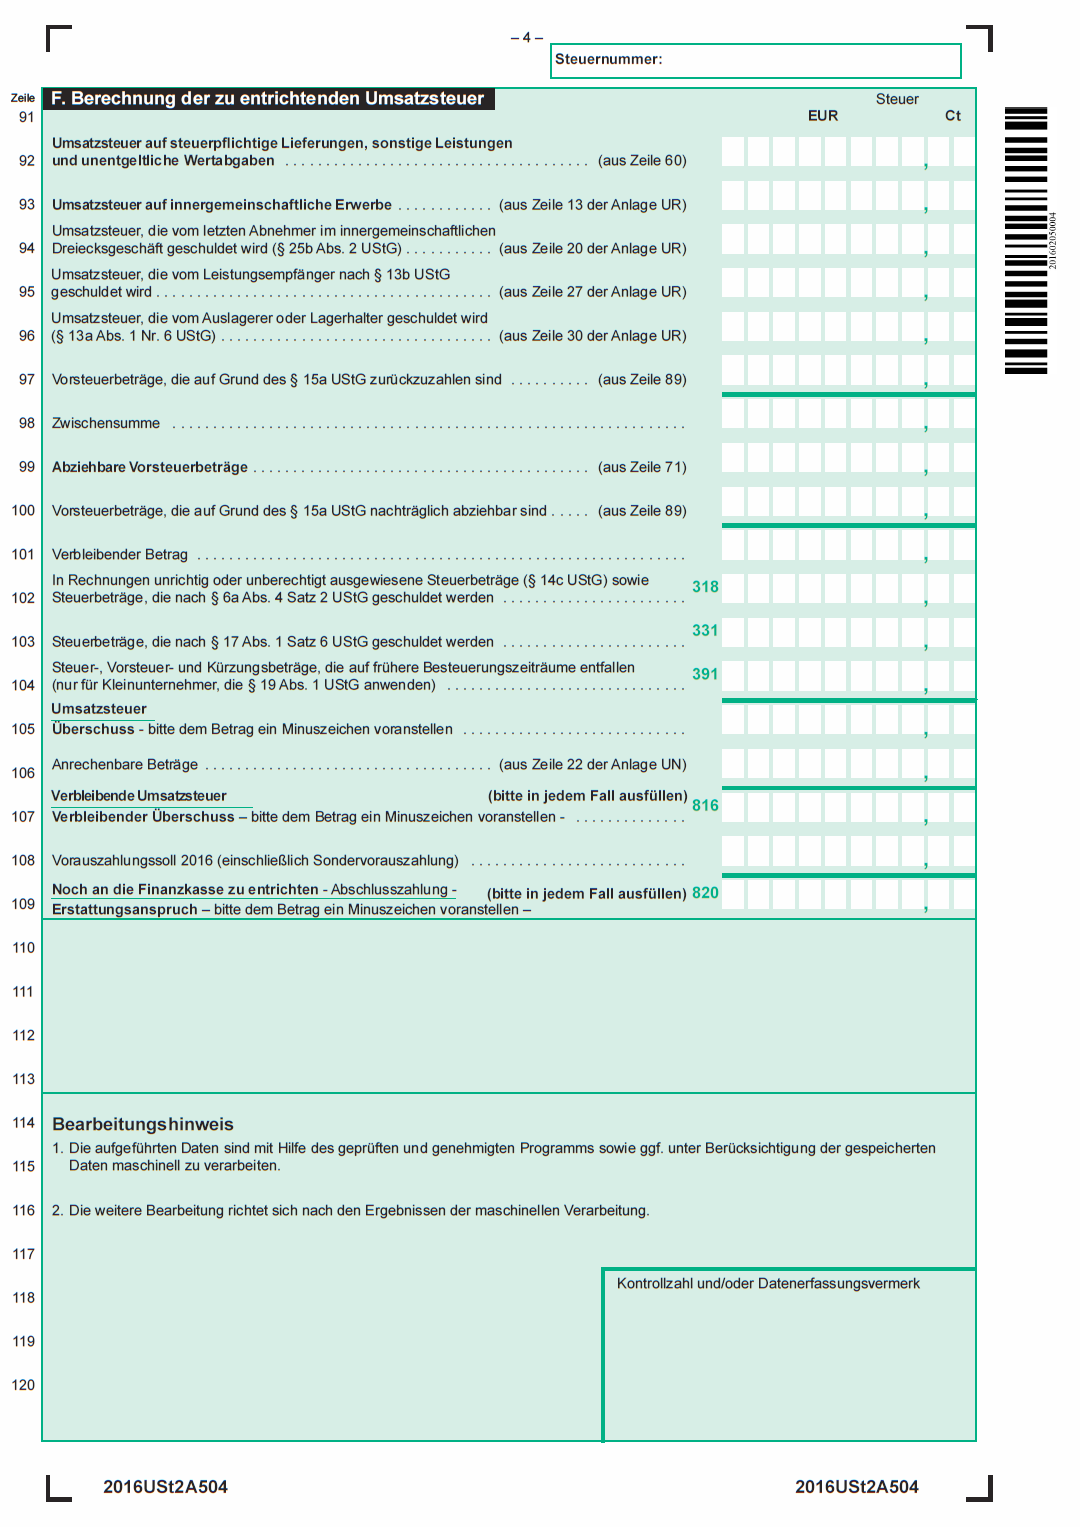 – 4 –
Steuernummer:
Zeile
F. Berechnung der zu entrichtenden Umsatzsteuer
Steuer
91
EUR Ct
Umsatzsteuer auf steuerpflichtige Lieferungen, sonstige Leistungen
92 und unentgeltliche Wertabgaben (aus Zeile 60) ,
93 Umsatzsteuer auf innergemeinschaftliche Erwerbe (aus Zeile 13 der Anlage UR) ,
Umsatzsteuer, die vom letzten Abnehmer im innergemeinschaftlichen
94 Dreiecksgeschäft geschuldet wird (§ 25b Abs. 2 UStG) (aus Zeile 20 der Anlage UR) ,
Umsatzsteuer, die vom Leistungsempfänger nach § 13b UStG
95 geschuldet wird (aus Zeile 27 der Anlage UR) ,
Umsatzsteuer, die vom Auslagerer oder Lagerhalter geschuldet wird
96 (§ 13a Abs. 1 Nr. 6 UStG) (aus Zeile 30 der Anlage UR) ,
97 Vorsteuerbeträge, die auf Grund des § 15a UStG zurückzuzahlen sind (aus Zeile 89) ,
98 Zwischensumme ,
99 Abziehbare Vorsteuerbeträge (aus Zeile 71) ,
100 Vorsteuerbeträge, die auf Grund des § 15a UStG nachträglich abziehbar sind (aus Zeile 89) ,
101 Verbleibender Betrag ,
In Rechnungen unrichtig oder unberechtigt ausgewiesene Steuerbeträge (§ 14c UStG) sowie 318
102 Steuerbeträge, die nach § 6a Abs. 4 Satz 2 UStG geschuldet werden ,
331
103 Steuerbeträge, die nach § 17 Abs. 1 Satz 6 UStG geschuldet werden ,
Steuer-, Vorsteuer- und Kürzungsbeträge, die auf frühere Besteuerungszeiträume entfallen 391
104 (nur für Kleinunternehmer, die § 19 Abs. 1 UStG anwenden) ,
Umsatzsteuer
105 Überschuss - bitte dem Betrag ein Minuszeichen voranstellen ,
106 Anrechenbare Beträge (aus Zeile 22 der Anlage UN) ,
Verbleibende Umsatzsteuer (bitte in jedem Fall ausfüllen) 816
107 Verbleibender Überschuss – bitte dem Betrag ein Minuszeichen voranstellen - ,
108 Vorauszahlungssoll 2016 (einschließlich Sondervorauszahlung) ,
Noch an die Finanzkasse zu entrichten - Abschlusszahlung - (bitte in jedem Fall ausfüllen) 820
109 Erstattungsanspruch – bitte dem Betrag ein Minuszeichen voranstellen – ,
110
111
112
113
114 Bearbeitungshinweis
1. Die aufgeführten Daten sind mit Hilfe des geprüften und genehmigten Programms sowie ggf. unter Berücksichtigung der gespeicherten
115 Daten maschinell zu verarbeiten.
116 2. Die weitere Bearbeitung richtet sich nach den Ergebnissen der maschinellen Verarbeitung.
117
Kontrollzahl und/oder Datenerfassungsvermerk
118
119
120
2016USt2A504 2016USt2A504
201602050004